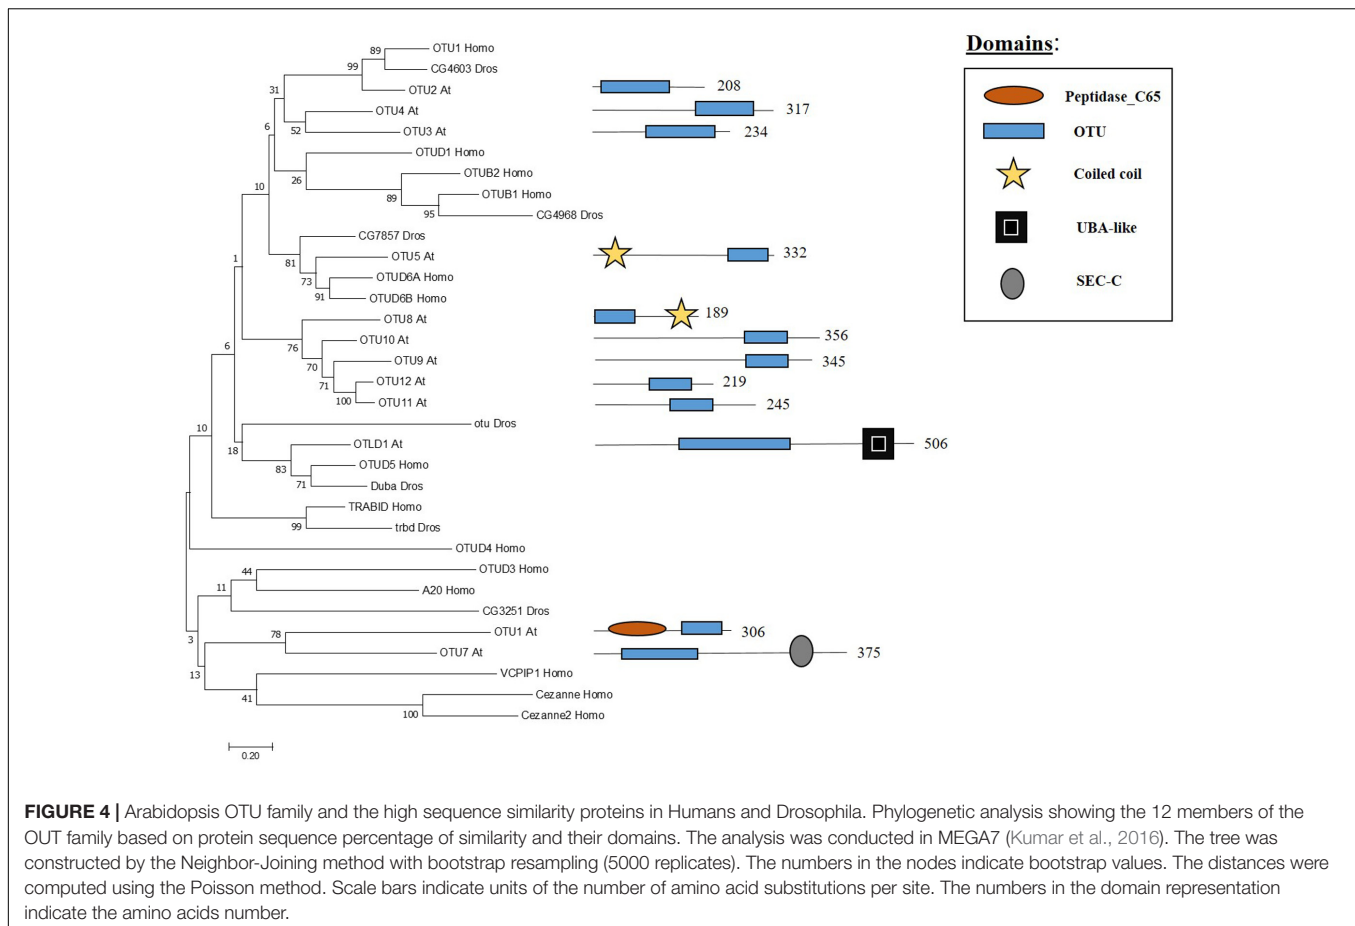 Domains:
Peptidase_C65
OTU
Coiled coil
UBA-like
SEC-C
OTU1 Homo
89
CG4603 Dros
99
OTU2 At
208
31
OTU4 At
317
52
OTU3 At
234
6
OTUD1 Homo
26
OTUB2 Homo
89
OTUB1 Homo
95
CG4968 Dros
10
CG7857 Dros
81
OTU5 At
332
73
OTUD6A Homo
91
OTUD6B Homo
1
OTU8 At
189
76
OTU10 At
356
70
OTU9 At
345
71
OTU12 At
219
100
OTU11 At
245
6
otu Dros
18
OTLD1 At
506
83
OTUD5 Homo
71
Duba Dros
10
TRABID Homo
99
trbd Dros
OTUD4 Homo
OTUD3 Homo
44
A20 Homo
11
CG3251 Dros
3
OTU1 At
306
78
OTU7 At
375
13
VCPIP1 Homo
41
Cezanne Homo
100
Cezanne2 Homo
0.20
FIGURE 4 | Arabidopsis OTU family and the high sequence similarity proteins in Humans and Drosophila. Phylogenetic analysis showing the 12 members of the
OUT family based on protein sequence percentage of similarity and their domains. The analysis was conducted in MEGA7 (Kumar et al., 2016). The tree was
constructed by the Neighbor-Joining method with bootstrap resampling (5000 replicates). The numbers in the nodes indicate bootstrap values. The distances were
computed using the Poisson method. Scale bars indicate units of the number of amino acid substitutions per site. The numbers in the domain representation
indicate the amino acids number.